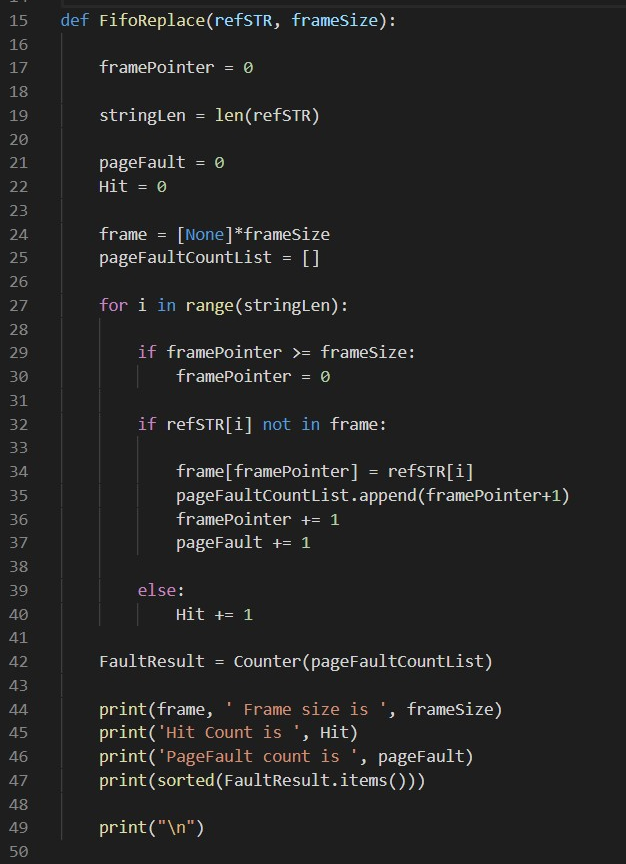 15 def FifoReplace(refSTR, frameSize):
16
17     framePointer = 0
18
19     stringLen = len(refSTR)
20
21     pageFault = 0
22     Hit = 0
23
24     frame = [None]*frameSize
25     pageFaultCountList = []
26
27     for i in range(stringLen):
28
29         if framePointer >= frameSize:
30             framePointer = 0
31
32         if refSTR[i] not in frame:
33
34             frame[framePointer] = refSTR[i]
35             pageFaultCountList.append(framePointer+1)
36             framePointer += 1
37             pageFault += 1
38
39         else:
40             Hit += 1
41
42     FaultResult = Counter(pageFaultCountList)
43
44     print(frame, ' Frame size is ', frameSize)
45     print('Hit Count is ', Hit)
46     print('PageFault count is ', pageFault)
47     print(sorted(FaultResult.items()))
48
49     print("\n")
50